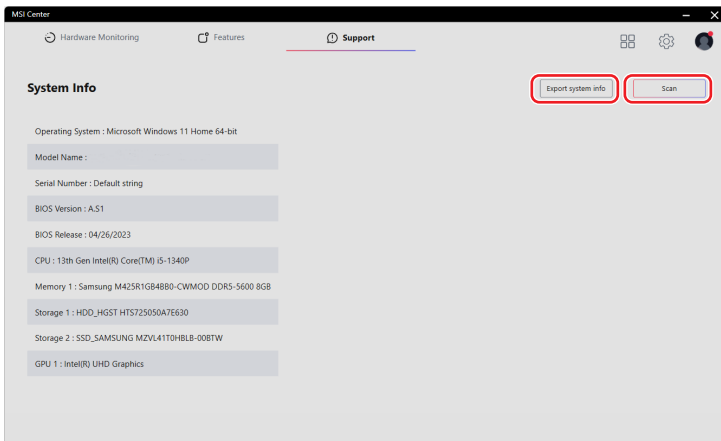 MSI Center
Hardware Monitoring Features Support
System Info
Export system info Scan
Operating System : Microsoft Windows 11 Home 64-bit
Model Name :
Serial Number : Default string
BIOS Version : A.S1
BIOS Release : 04/26/2023
CPU : 13th Gen Intel(R) Core(TM) i5-1340P
Memory 1 : Samsung M425R1GB4BB0-CWMOD DDR5-5600 8GB
Storage 1 : HDD_HGST HTS725050A7E630
Storage 2 : SSD_SAMSUNG MZVL41T0HBLB-00BTW
GPU 1 : Intel(R) UHD Graphics